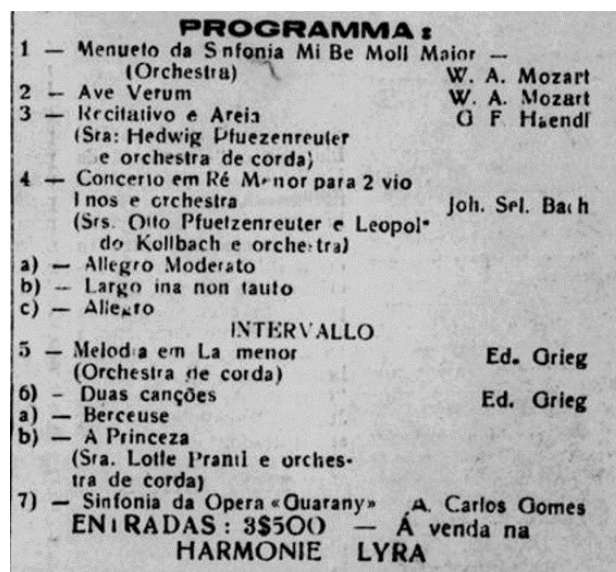 PROGRAMMA:
1 — Menueto da Sinfonia Mi Be Moll Maior —
(Orchestra) W. A. Mozart
2 — Ave Verum W. A. Mozart
3 — Recitativo e Areia G F Haendl
(Sra: Hedwig Pfuezenreuter
e orchestra de corda)
4 — Concerto em Ré Menor para 2 vio
linos e orchestra Joh. Sel. Bach
(Srs. Otto Pfuetzenreuter e Leopol-
do Kollbach e orchestra)
a) — Allegro Moderato
b) — Largo ina non tauto
c) — Allegro
INTERVALLO
5 — Melodia em La menor Ed. Grieg
(Orchestra de corda)
6) - Duas canções Ed. Grieg
a) — Berceuse
b) — A Princeza
(Sra. Lotte Prantl e orches-
tra de corda)
7) — Sinfonia da Opera «Guarany» A. Carlos Gomes
ENTRADAS: 3$500 — Á venda na
HARMONIE LYRA